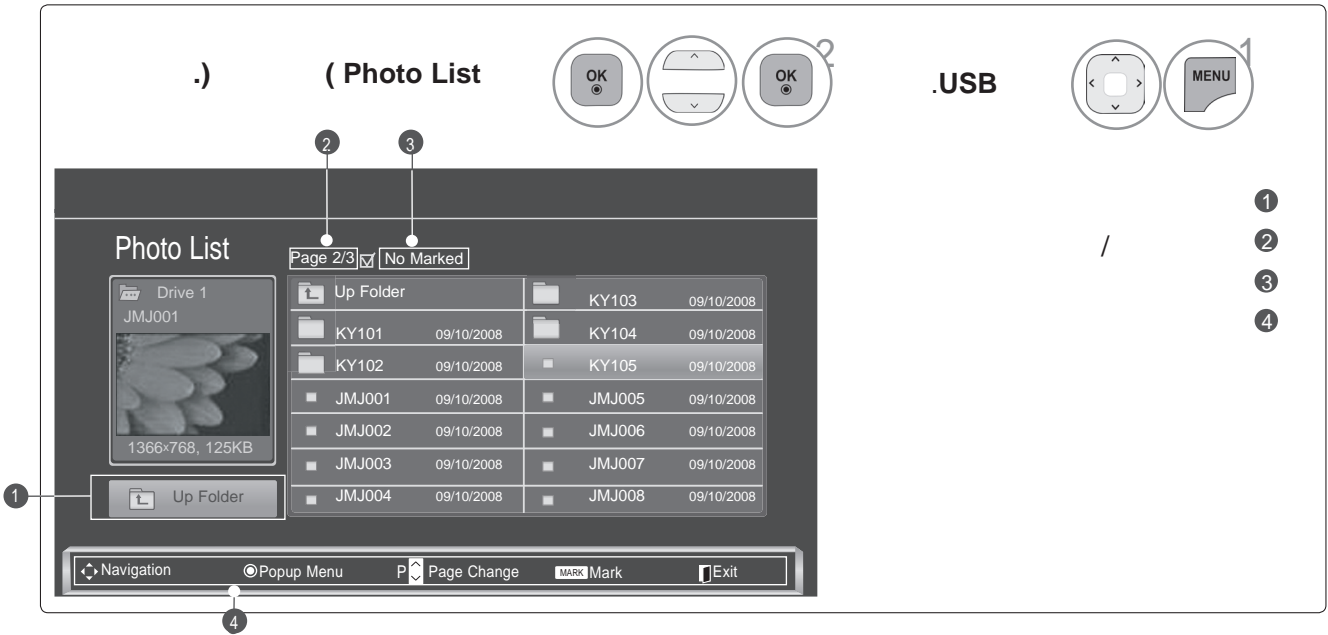 .) ( Photo List OK OK 2 .USB MENU 1
2 3
1
/ 2
3
4
Photo List
Page 2/3 No Marked
Drive 1
JMJ001
1366x768, 125KB
1 Up Folder
Up Folder
KY101 09/10/2008
KY102 09/10/2008
JMJ001 09/10/2008
JMJ002 09/10/2008
JMJ003 09/10/2008
JMJ004 09/10/2008
KY103 09/10/2008
KY104 09/10/2008
KY105 09/10/2008
JMJ005 09/10/2008
JMJ006 09/10/2008
JMJ007 09/10/2008
JMJ008 09/10/2008
Navigation Popup Menu P Page Change MARK Mark Exit
4